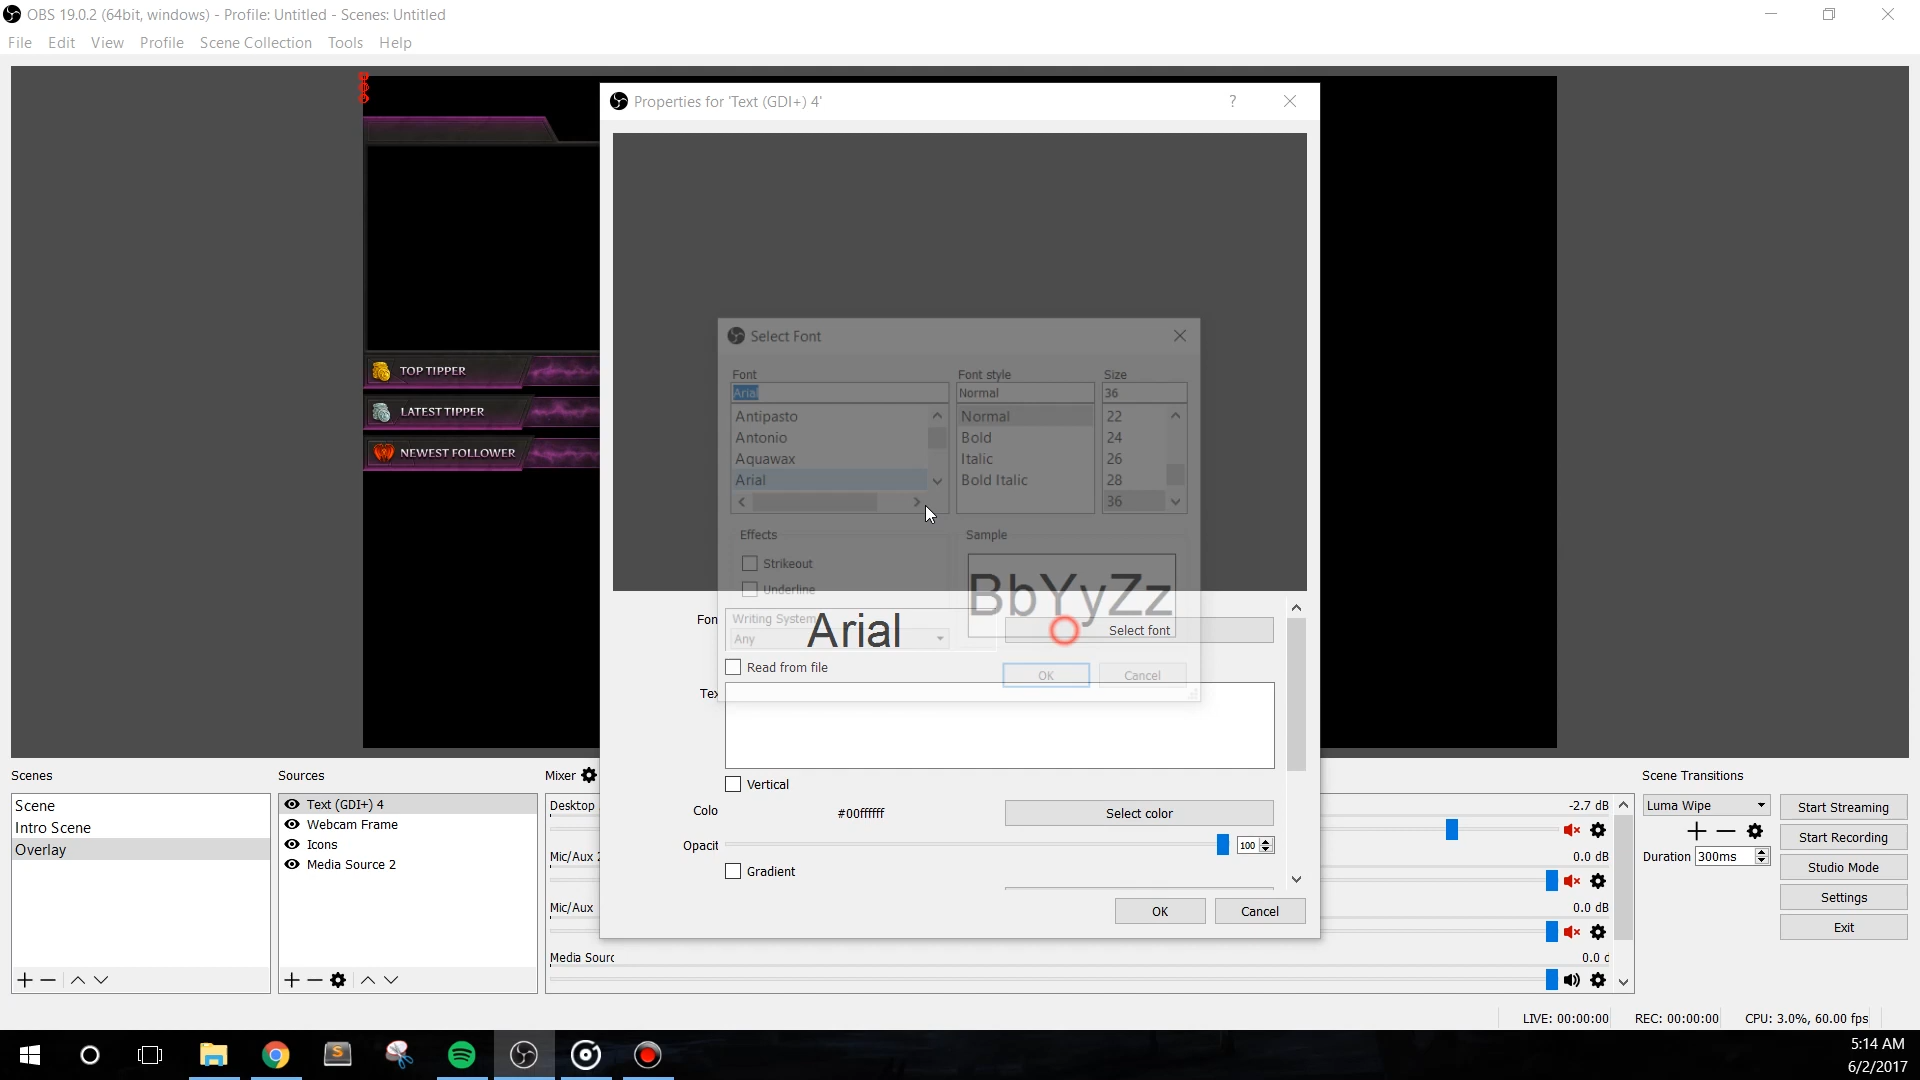 OBS 19.0.2 (64bit, windows) - Profile: Untitled - Scenes: Untitled
File Edit View Profile Scene Collection Tools Help
Properties for 'Text (GDI+) 4' ?
Select Font
Font Font style Size
Arial Normal 36
Antipasto Normal 22
Antonio Bold 24
Aquawax Italic 26
Arial Bold Italic 28
36
Effects Sample
Strikeout
Underline
BbYyZz
Writing System
Any
OK Cancel
TOP TIPPER
LATEST TIPPER
NEWEST FOLLOWER
Fon Arial Select font
Read from file
Tex
Vertical
Colo #00ffffff Select color
Opacit 100
Gradient
OK Cancel
Scenes
Scene
Intro Scene
Overlay
Sources
Text (GDI+) 4
Webcam Frame
Icons
Media Source 2
Mixer
Desktop -2.7 dB
Mic/Aux 2 0.0 dB
Mic/Aux 0.0 dB
Media Sourc 0.0 d
Scene Transitions
Luma Wipe
Duration 300ms
Start Streaming
Start Recording
Studio Mode
Settings
Exit
LIVE: 00:00:00 REC: 00:00:00 CPU: 3.0%, 60.00 fps
5:14 AM
6/2/2017